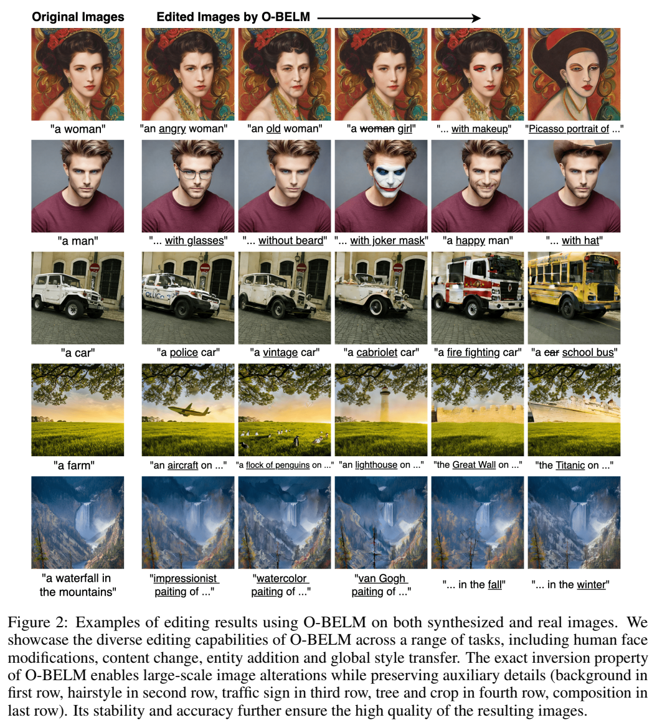 Original Images
Edited Images by O-BELM
"a woman"
"an angry woman"
"an old woman"
"a woman girl"
"... with makeup"
"Picasso portrait of ..."
"a man"
"... with glasses"
"... without beard"
"... with joker mask"
"a happy man"
"... with hat"
"a car"
"a police car"
"a vintage car"
"a cabriolet car"
"a fire fighting car"
"a car school bus"
"a farm"
"an aircraft on ..."
"a flock of penguins on ..."
"an lighthouse on ..."
"the Great Wall on ..."
"the Titanic on ..."
"a waterfall in
the mountains"
"impressionist
paiting of ..."
"watercolor
paiting of ..."
"van Gogh
paiting of ..."
"... in the fall"
"... in the winter"
Figure 2: Examples of editing results using O-BELM on both synthesized and real images. We
showcase the diverse editing capabilities of O-BELM across a range of tasks, including human face
modifications, content change, entity addition and global style transfer. The exact inversion property
of O-BELM enables large-scale image alterations while preserving auxiliary details (background in
first row, hairstyle in second row, traffic sign in third row, tree and crop in fourth row, composition in
last row). Its stability and accuracy further ensure the high quality of the resulting images.